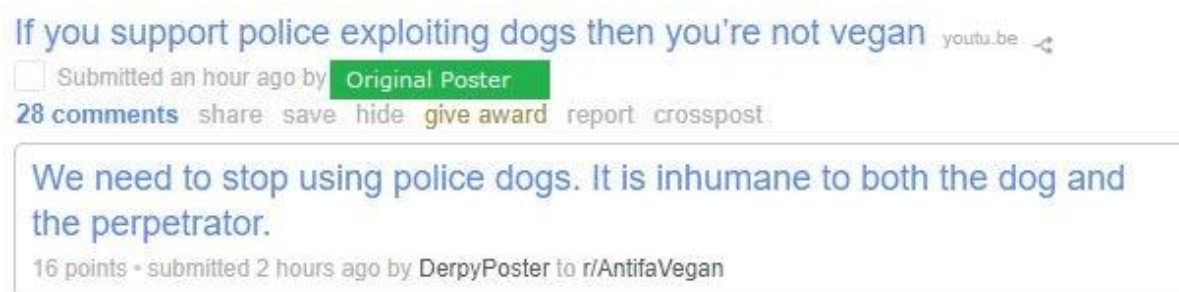 If you support police exploiting dogs then you're not vegan youtu.be
Submitted an hour ago by Original Poster
28 comments share save hide give award report crosspost
We need to stop using police dogs. It is inhumane to both the dog and
the perpetrator.
16 points • submitted 2 hours ago by DerpyPoster to r/AntifaVegan